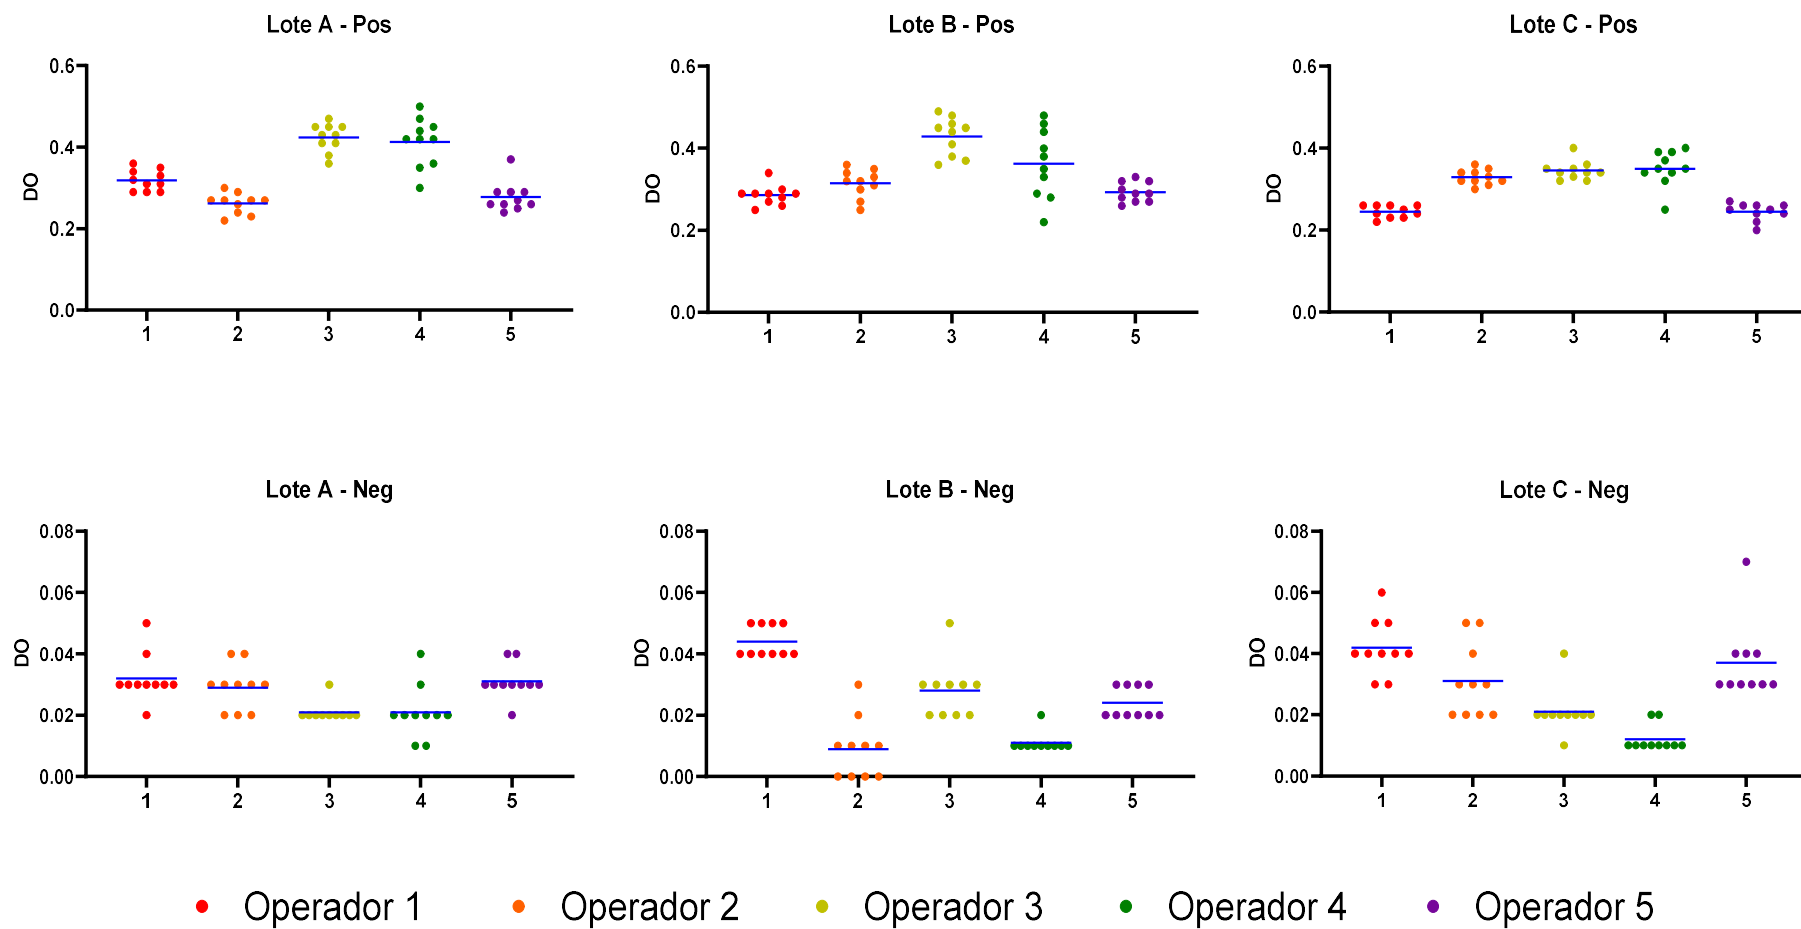 Lote A - Pos
Lote B - Pos
Lote C - Pos
DO
0.6
0.4
0.2
0.0
1 2 3 4 5
DO
0.6
0.4
0.2
0.0
1 2 3 4 5
DO
0.6
0.4
0.2
0.0
1 2 3 4 5
Lote A - Neg
Lote B - Neg
Lote C - Neg
DO
0.08
0.06
0.04
0.02
0.00
1 2 3 4 5
DO
0.08
0.06
0.04
0.02
0.00
1 2 3 4 5
DO
0.08
0.06
0.04
0.02
0.00
1 2 3 4 5
Operador 1 Operador 2 Operador 3 Operador 4 Operador 5